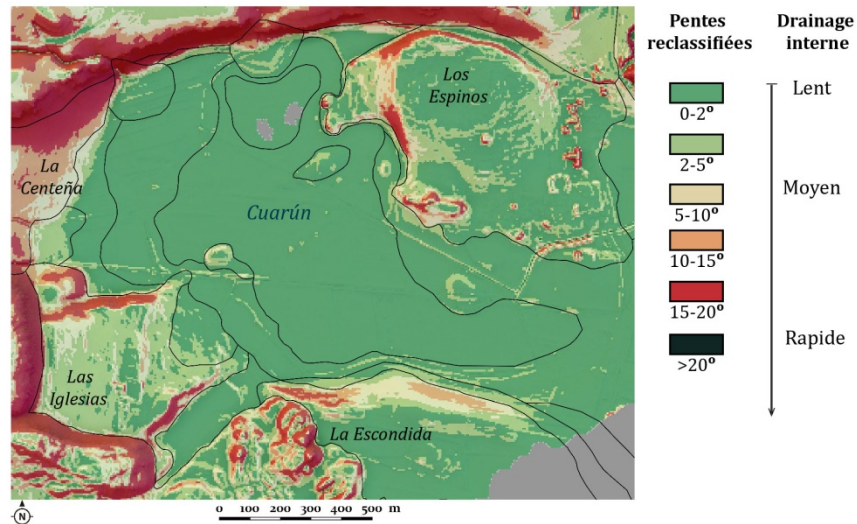 Los
Espinos
La
Centeña
Cuarún
Las
Iglesias
La Escondida
N
0 100 200 300 400 500 m
Pentes
reclassifiées
0-2°
2-5°
5-10°
10-15°
15-20°
>20°
Drainage
interne
Lent
Moyen
Rapide